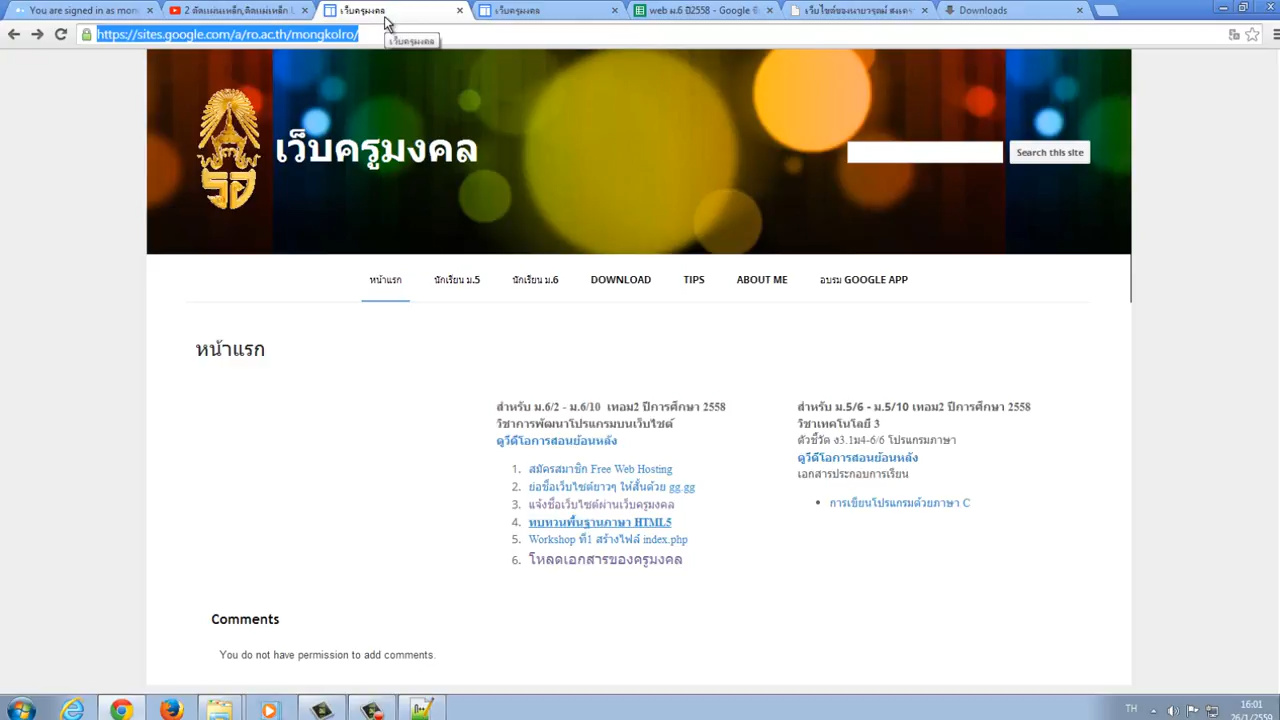 You are signed in as mon
2 ตัดแม่เหล็ก,ติดแม่เหล็ก L
เว็บครูมงคล
เว็บครูมงคล
web ม.6 ปี2558 - Google ช
Downloads
https://sites.google.com/a/ro.ac.th/mongkolro/
เว็บครูมงคล
รอ
เว็บครูมงคล
Search this site
หน้าแรก
นักเรียน ม.5
นักเรียน ม.6
DOWNLOAD
TIPS
ABOUT ME
อบรม GOOGLE APP
หน้าแรก
สำหรับ ม.6/2 - ม.6/10 เทอม2 ปีการศึกษา 2558
วิชาการพัฒนาโปรแกรมบนเว็บไซต์
ดูวีดีโอการสอนย้อนหลัง
1. สมัครสมาชิก Free Web Hosting
2. ย่อชื่อเว็บไซต์ยาวๆ ให้สั้นด้วย gg.gg
3. แจ้งชื่อเว็บไซต์ผ่านเว็บครูมงคล
4. ทบทวนพื้นฐานภาษา HTML5
5. Workshop ที่1 สร้างไฟล์ index.php
6. โหลดเอกสารของครูมงคล
สำหรับ ม.5/6 - ม.5/10 เทอม2 ปีการศึกษา 2558
วิชาเทคโนโลยี 3
ตัวชี้วัด ง3.1ม4-6/6 โปรแกรมภาษา
ดูวีดีโอการสอนย้อนหลัง
เอกสารประกอบการเรียน
• การเขียนโปรแกรมด้วยภาษา C
Comments
You do not have permission to add comments.
TH
16:01
26/1/2559